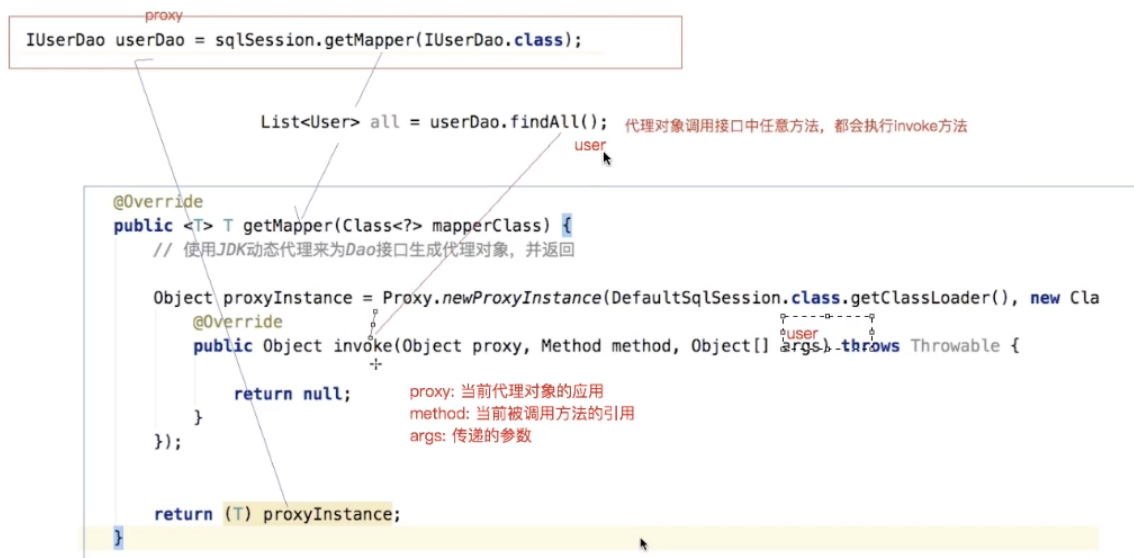 proxy
IUserDao userDao = sqlSession.getMapper(IUserDao.class);
List<User> all = userDao.findAll(); 代理对象调用接口中任意方法，都会执行invoke方法
user
@Override
public <T> T getMapper(Class<?> mapperClass) {
// 使用JDK动态代理来为Dao接口生成代理对象，并返回
Object proxyInstance = Proxy.newProxyInstance(DefaultSqlSession.class.getClassLoader(), new Cla
@Override
user
public Object invoke(Object proxy, Method method, Object[] args) throws Throwable {
return null;
proxy: 当前代理对象的应用
method: 当前被调用方法的引用
}
args: 传递的参数
});
return (T) proxyInstance;
}